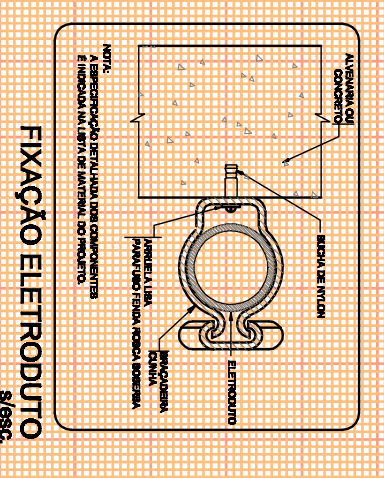 ALVENARIA OU
CONCRETO
BUCHA DE NYLON
ELETRODUTO
BRAÇADEIRA
CUNHA
ARRUELA LISA
PARAFUSO FENDA ROSCA SOBERBA
NOTA:
A ESPECIFICAÇÃO DETALHADA DOS COMPONENTES
É INDICADA NA LISTA DE MATERIAL DO PROJETO.
FIXAÇÃO ELETRODUTO
s/esc.